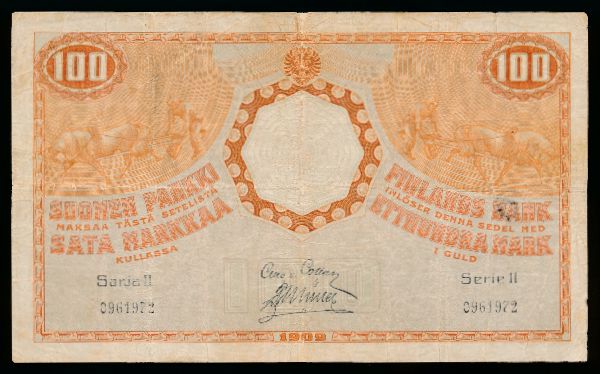 100
100
SUOMEN PANKKI
MAKSAA TÄSTÄ SETELISTÄ
SATA MARKKAA
KULLASSA
FINLANDS BANK
INLÖSER DENNA SEDEL MED
ETTHUNDRA MARK
I GULD
Sarja II
0961972
Serie II
0961972
1909